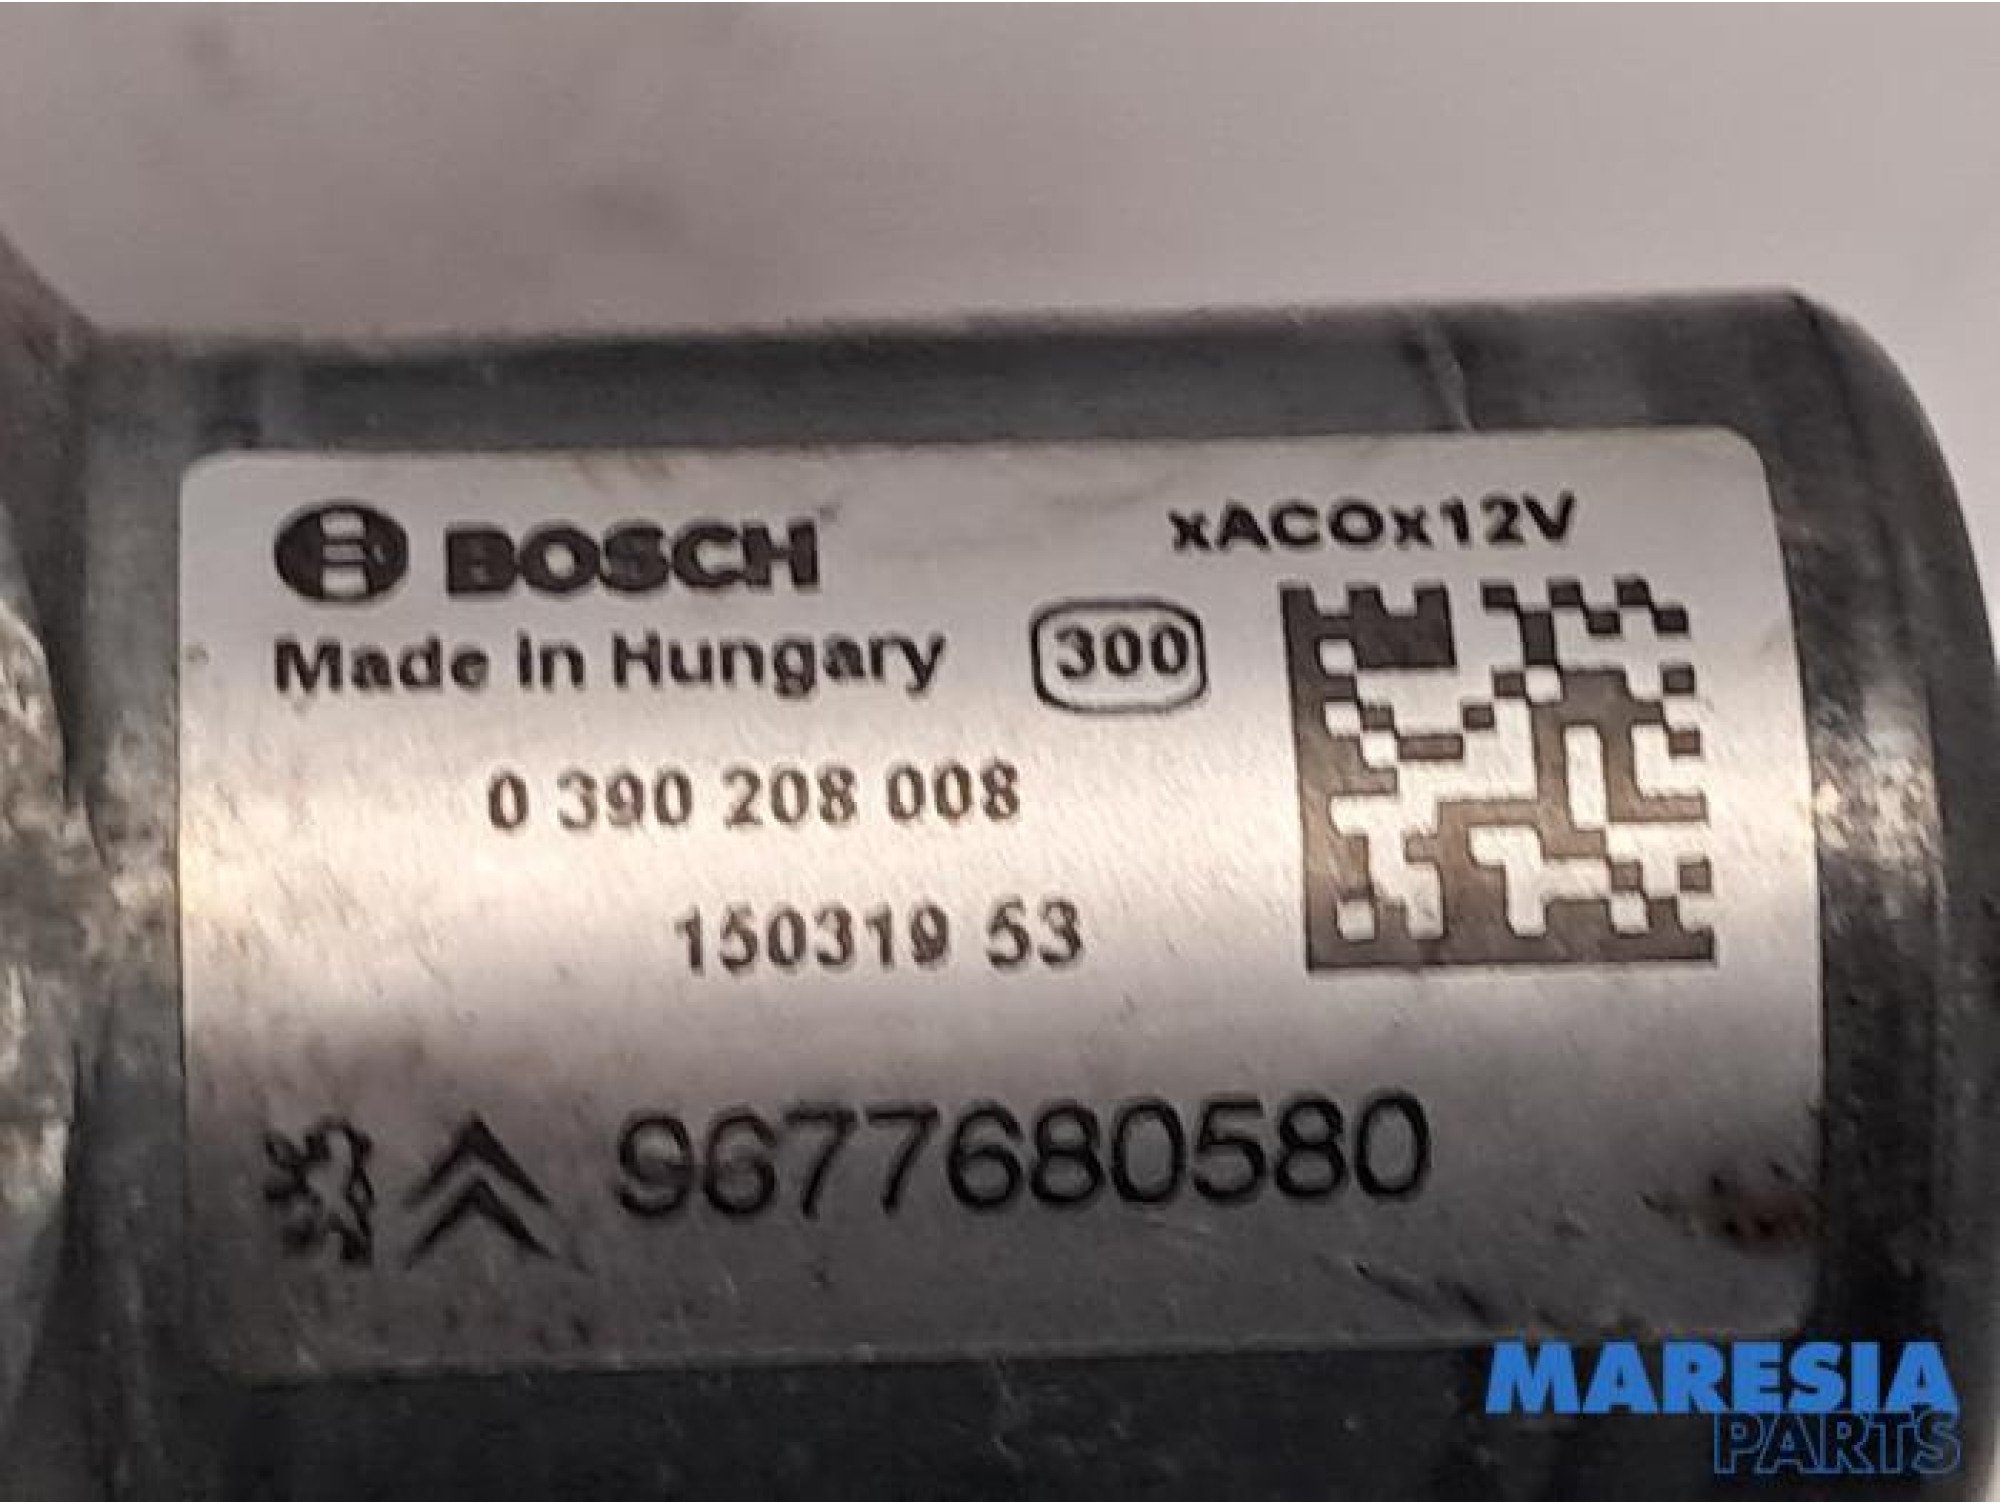 BOSCH
xACOx12V
Made in Hungary
300
0 390 208 008
150319 53
9677680580
MARESIA
PARTS